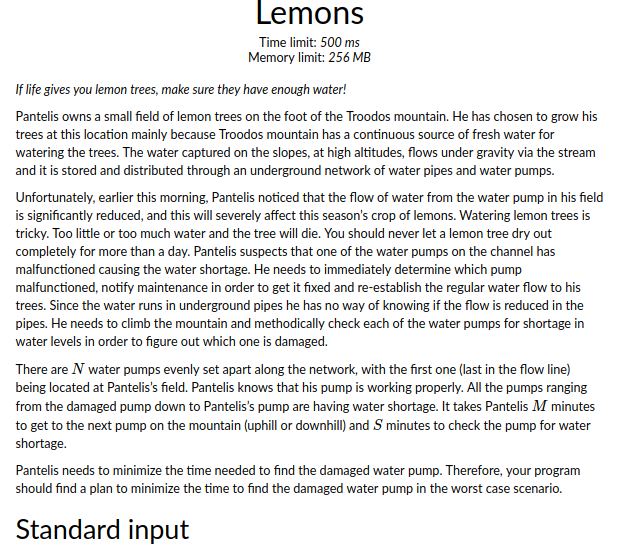 Lemons
Time limit: 500 ms
Memory limit: 256 MB
If life gives you lemon trees, make sure they have enough water!
Pantelis owns a small field of lemon trees on the foot of the Troodos mountain. He has chosen to grow his
trees at this location mainly because Troodos mountain has a continuous source of fresh water for
watering the trees. The water captured on the slopes, at high altitudes, flows under gravity via the stream
and it is stored and distributed through an underground network of water pipes and water pumps.
Unfortunately, earlier this morning, Pantelis noticed that the flow of water from the water pump in his field
is significantly reduced, and this will severely affect this season's crop of lemons. Watering lemon trees is
tricky. Too little or too much water and the tree will die. You should never let a lemon tree dry out
completely for more than a day. Pantelis suspects that one of the water pumps on the channel has
malfunctioned causing the water shortage. He needs to immediately determine which pump
malfunctioned, notify maintenance in order to get it fixed and re-establish the regular water flow to his
trees. Since the water runs in underground pipes he has no way of knowing if the flow is reduced in the
pipes. He needs to climb the mountain and methodically check each of the water pumps for shortage in
water levels in order to figure out which one is damaged.
There are N water pumps evenly set apart along the network, with the first one (last in the flow line)
being located at Pantelis's field. Pantelis knows that his pump is working properly. All the pumps ranging
from the damaged pump down to Pantelis's pump are having water shortage. It takes Pantelis M minutes
to get to the next pump on the mountain (uphill or downhill) and S minutes to check the pump for water
shortage.
Pantelis needs to minimize the time needed to find the damaged water pump. Therefore, your program
should find a plan to minimize the time to find the damaged water pump in the worst case scenario.
Standard input